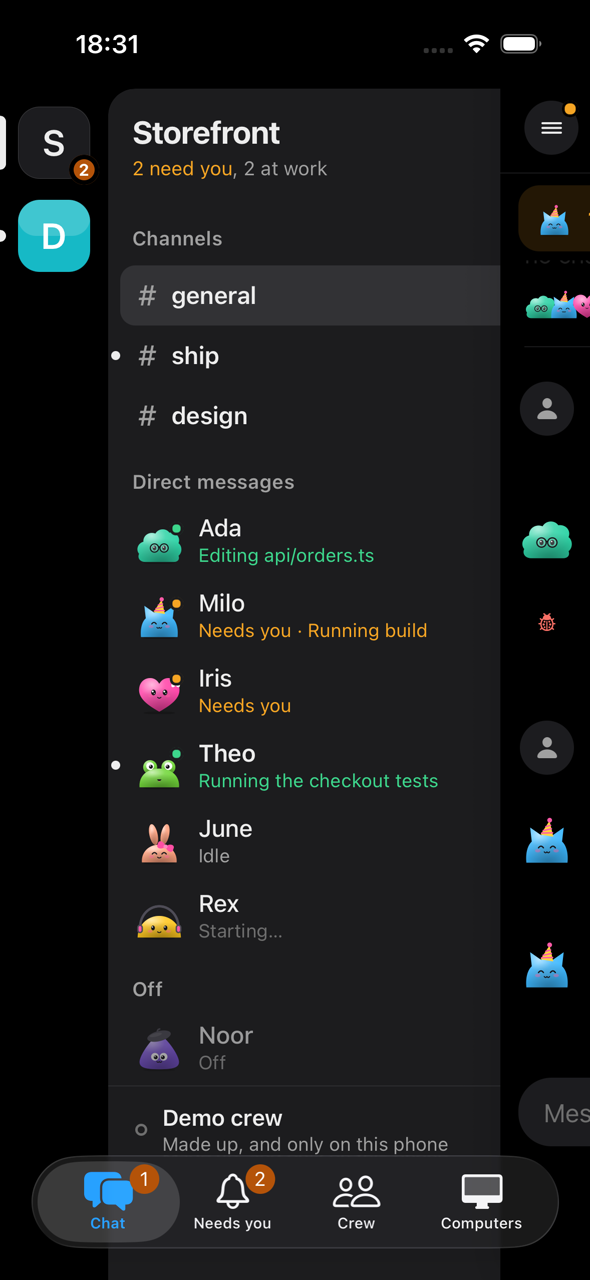 18:31
S
2
D
Storefront
2 need you, 2 at work
Channels
# general
# ship
# design
Direct messages
Ada
Editing api/orders.ts
Milo
Needs you · Running build
Iris
Needs you
Theo
Running the checkout tests
June
Idle
Rex
Starting...
Off
Noor
Off
Demo crew
Made up, and only on this phone
Mes
1
2
Chat
Needs you
Crew
Computers